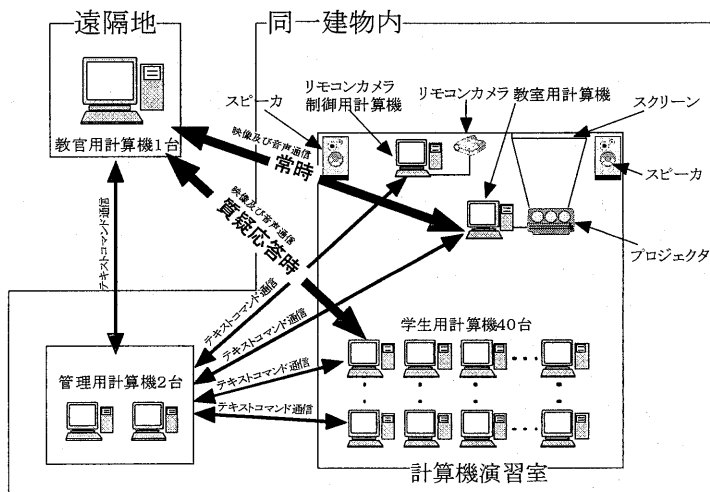 遠隔地
同一建物内
教官用計算機1台
スピーカ
リモコンカメラ
制御用計算機
リモコンカメラ
教室用計算機
スクリーン
スピーカ
プロジェクタ
映像及び音声通信
常時
映像及び音声通信
質疑応答時
テキストコマンド通信
テキストコマンド通信
テキストコマンド通信
テキストコマンド通信
テキストコマンド通信
管理用計算機2台
学生用計算機40台
計算機演習室